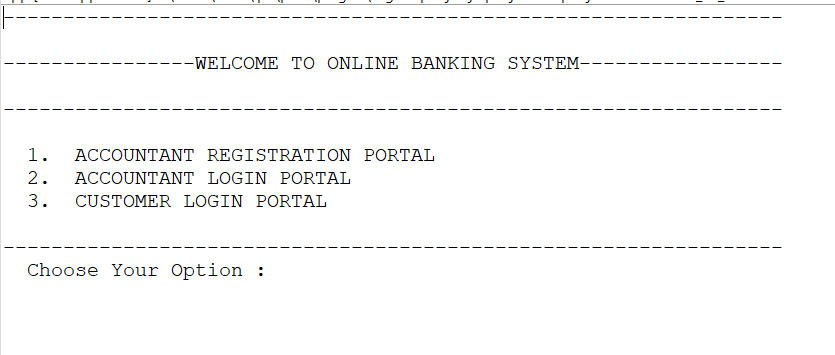 -----------------------------------------------------------------
----------------WELCOME TO ONLINE BANKING SYSTEM-----------------
-----------------------------------------------------------------
1.  ACCOUNTANT REGISTRATION PORTAL
2.  ACCOUNTANT LOGIN PORTAL
3.  CUSTOMER LOGIN PORTAL
-----------------------------------------------------------------
Choose Your Option :